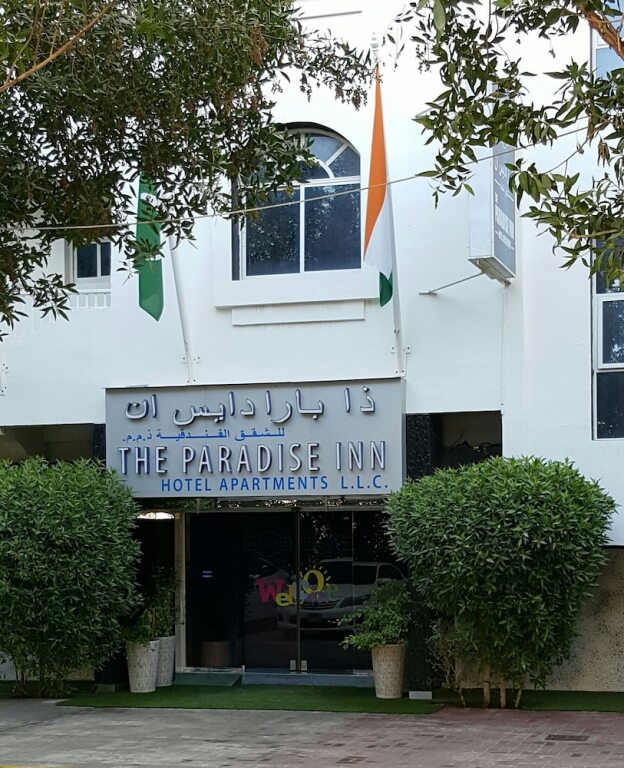 ذا بارادايس ان
للشقق الفندقية ذ.م.م.
THE PARADISE INN
HOTEL APARTMENTS L.L.C.
Welcome